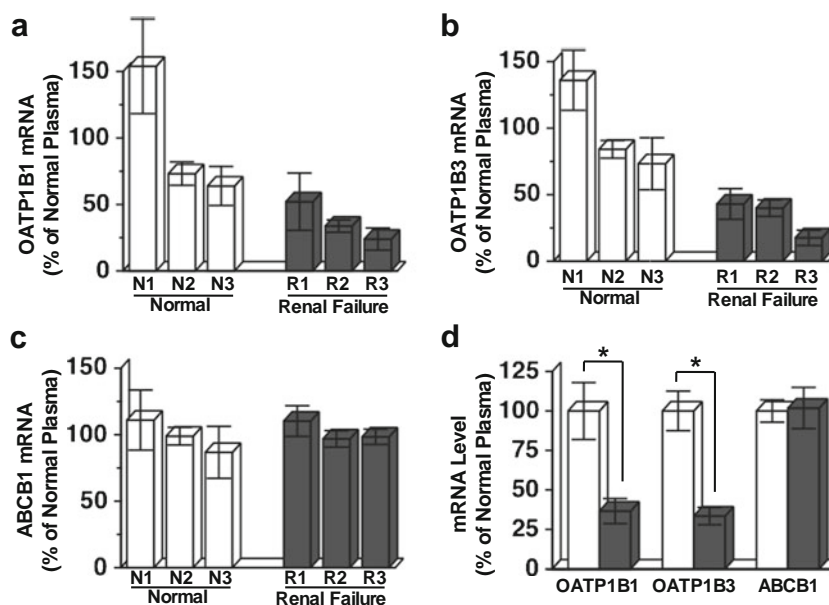 a
OATP1B1 mRNA
(% of Normal Plasma)
150
100
50
0
N1 N2 N3 R1 R2 R3
Normal Renal Failure
b
OATP1B3 mRNA
(% of Normal Plasma)
150
100
50
0
N1 N2 N3 R1 R2 R3
Normal Renal Failure
c
ABCB1 mRNA
(% of Normal Plasma)
150
100
50
0
N1 N2 N3 R1 R2 R3
Normal Renal Failure
d
mRNA Level
(% of Normal Plasma)
125
100
75
50
25
0
* *
OATP1B1 OATP1B3 ABCB1